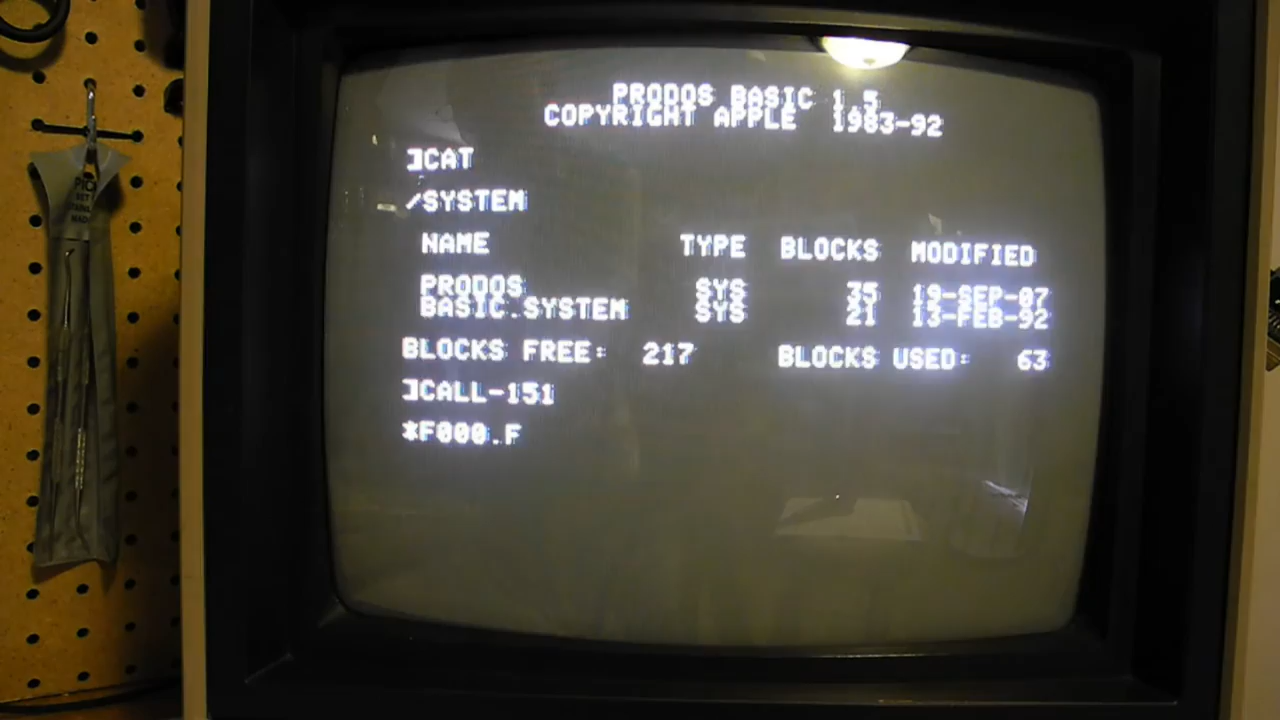 PRODOS BASIC 1.5
COPYRIGHT APPLE 1983-92
]CAT
/SYSTEM
NAME TYPE BLOCKS MODIFIED
PRODOS SYS 35 19-SEP-07
BASIC.SYSTEM SYS 21 13-FEB-92
BLOCKS FREE: 217 BLOCKS USED: 63
]CALL-151
*F000.F